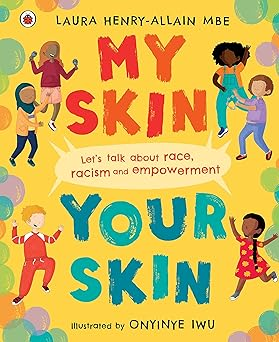 LAURA HENRY-ALLAIN MBE
MY
SKIN
Let's talk about race,
racism and empowerment
YOUR
SKIN
illustrated by ONYINYE IWU